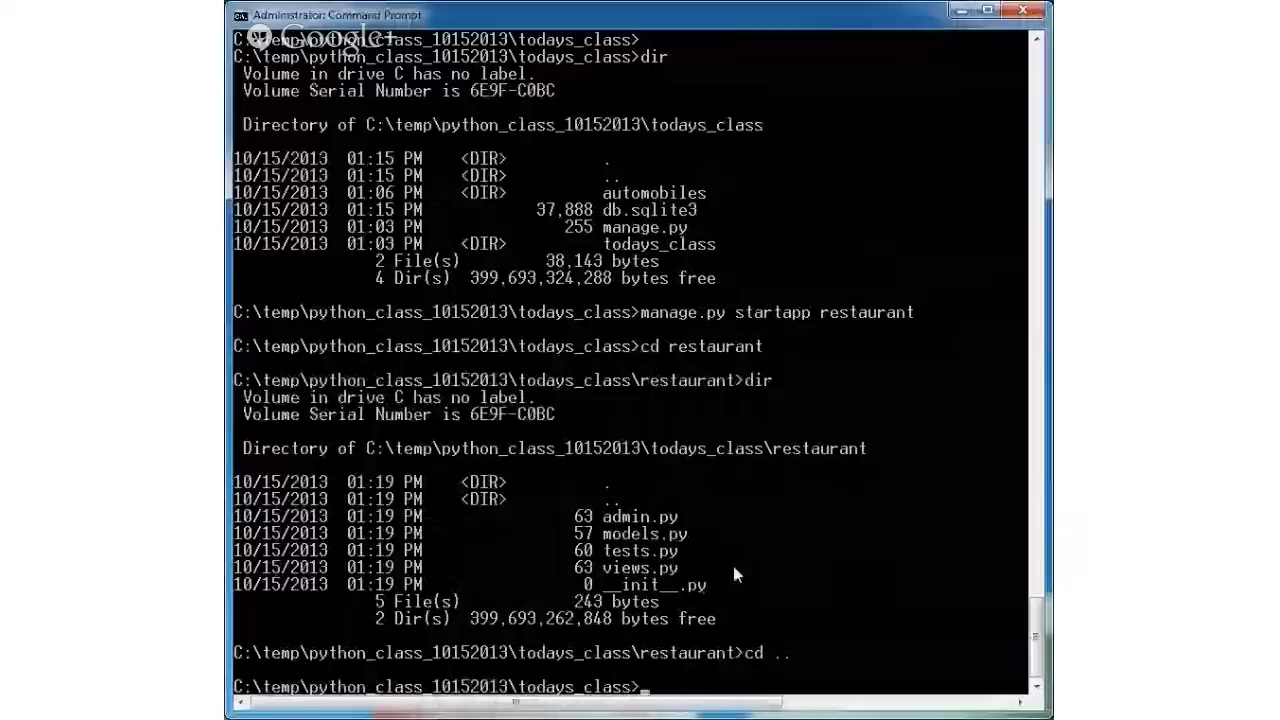 Administrator: Command Prompt
Google+
C:\temp\python_class_10152013\todays_class>
C:\temp\python_class_10152013\todays_class>dir
Volume in drive C has no label.
Volume Serial Number is 6E9F-C0BC
Directory of C:\temp\python_class_10152013\todays_class
10/15/2013 01:15 PM <DIR> .
10/15/2013 01:15 PM <DIR> ..
10/15/2013 01:06 PM <DIR> automobiles
10/15/2013 01:15 PM 37,888 db.sqlite3
10/15/2013 01:03 PM 255 manage.py
10/15/2013 01:03 PM <DIR> todays_class
2 File(s) 38,143 bytes
4 Dir(s) 399,693,324,288 bytes free
C:\temp\python_class_10152013\todays_class>manage.py startapp restaurant
C:\temp\python_class_10152013\todays_class>cd restaurant
C:\temp\python_class_10152013\todays_class\restaurant>dir
Volume in drive C has no label.
Volume Serial Number is 6E9F-C0BC
Directory of C:\temp\python_class_10152013\todays_class\restaurant
10/15/2013 01:19 PM <DIR> .
10/15/2013 01:19 PM <DIR> ..
10/15/2013 01:19 PM 63 admin.py
10/15/2013 01:19 PM 57 models.py
10/15/2013 01:19 PM 60 tests.py
10/15/2013 01:19 PM 63 views.py
10/15/2013 01:19 PM 0 __init__.py
5 File(s) 243 bytes
2 Dir(s) 399,693,262,848 bytes free
C:\temp\python_class_10152013\todays_class\restaurant>cd ..
C:\temp\python_class_10152013\todays_class>